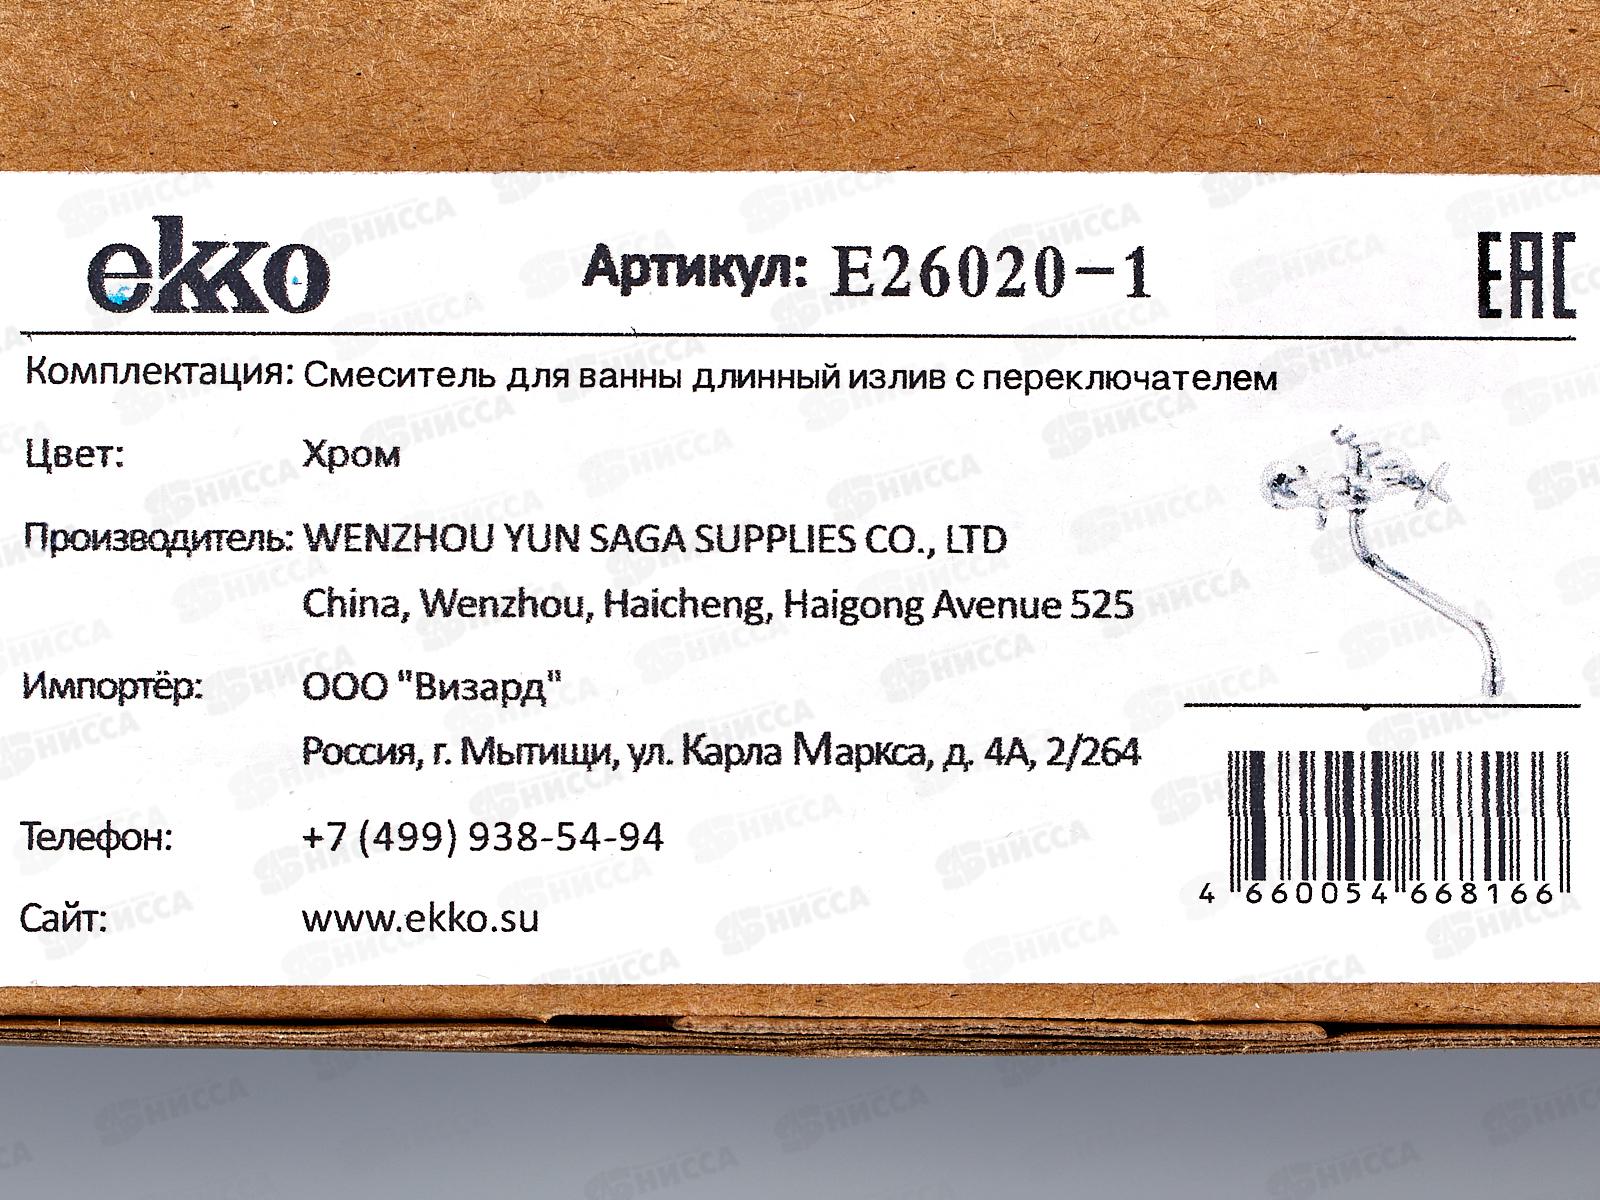 ekko
Артикул: E26020-1
EAC
Комплектация: Смеситель для ванны длинный излив с переключателем
Цвет: Хром
Производитель: WENZHOU YUN SAGA SUPPLIES CO., LTD
China, Wenzhou, Haicheng, Haigong Avenue 525
Импортёр: ООО "Визард"
Россия, г. Мытищи, ул. Карла Маркса, д. 4А, 2/264
Телефон: +7 (499) 938-54-94
Сайт: www.ekko.su
4 660054 668166
НИССА